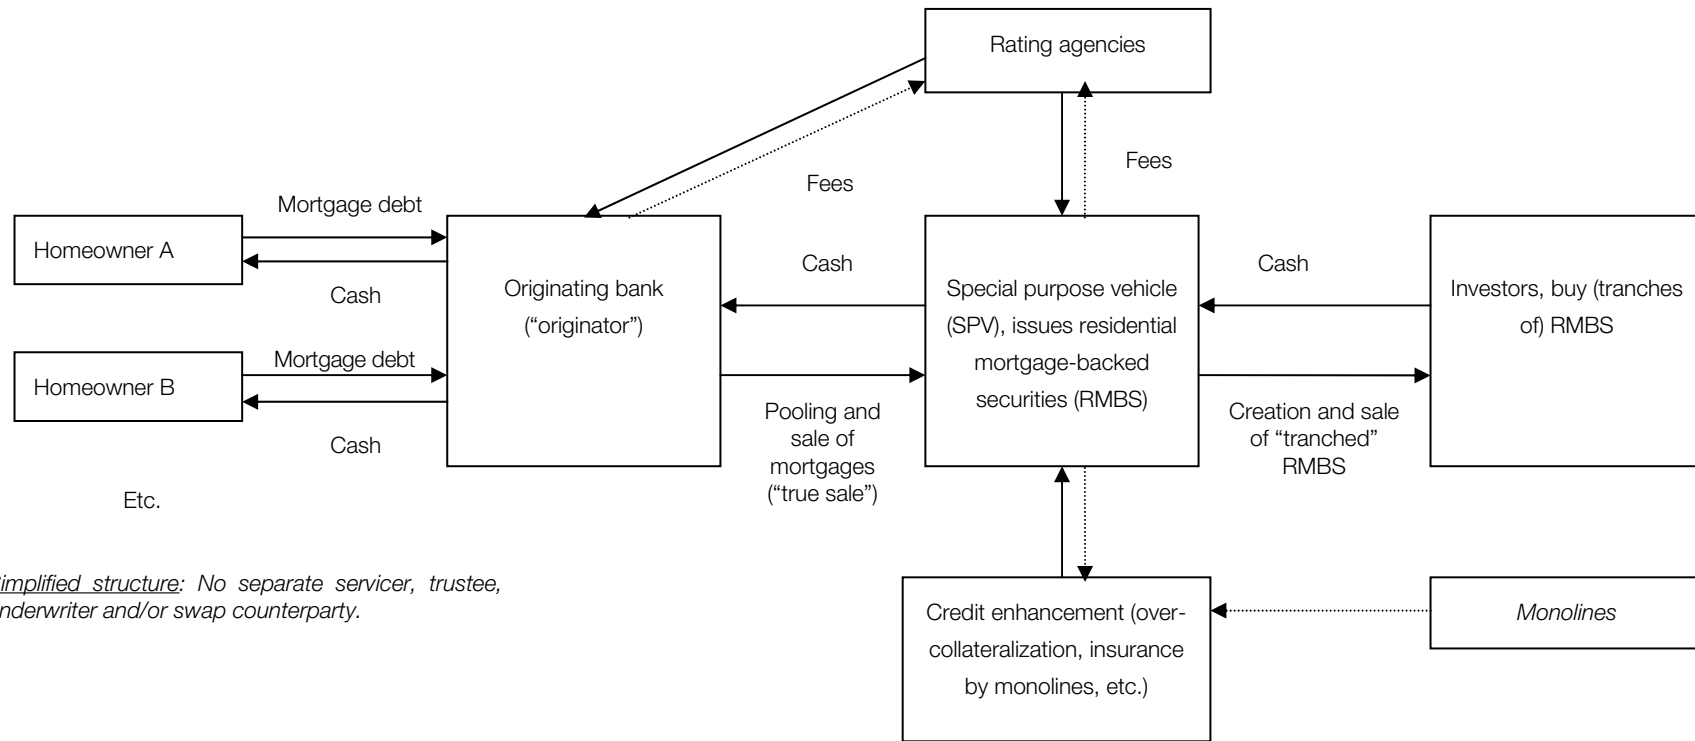 Rating agencies
Fees
Fees
Mortgage debt
Homeowner A
Cash
Cash
Cash
Originating bank
(“originator”)
Special purpose vehicle
(SPV), issues residential
mortgage-backed
securities (RMBS)
Investors, buy (tranches
of) RMBS
Mortgage debt
Homeowner B
Cash
Pooling and
sale of
mortgages
(“true sale”)
Creation and sale
of “tranched”
RMBS
Etc.
implified structure: No separate servicer, trustee,
nderwriter and/or swap counterparty.
Credit enhancement (over-
collateralization, insurance
by monolines, etc.)
Monolines